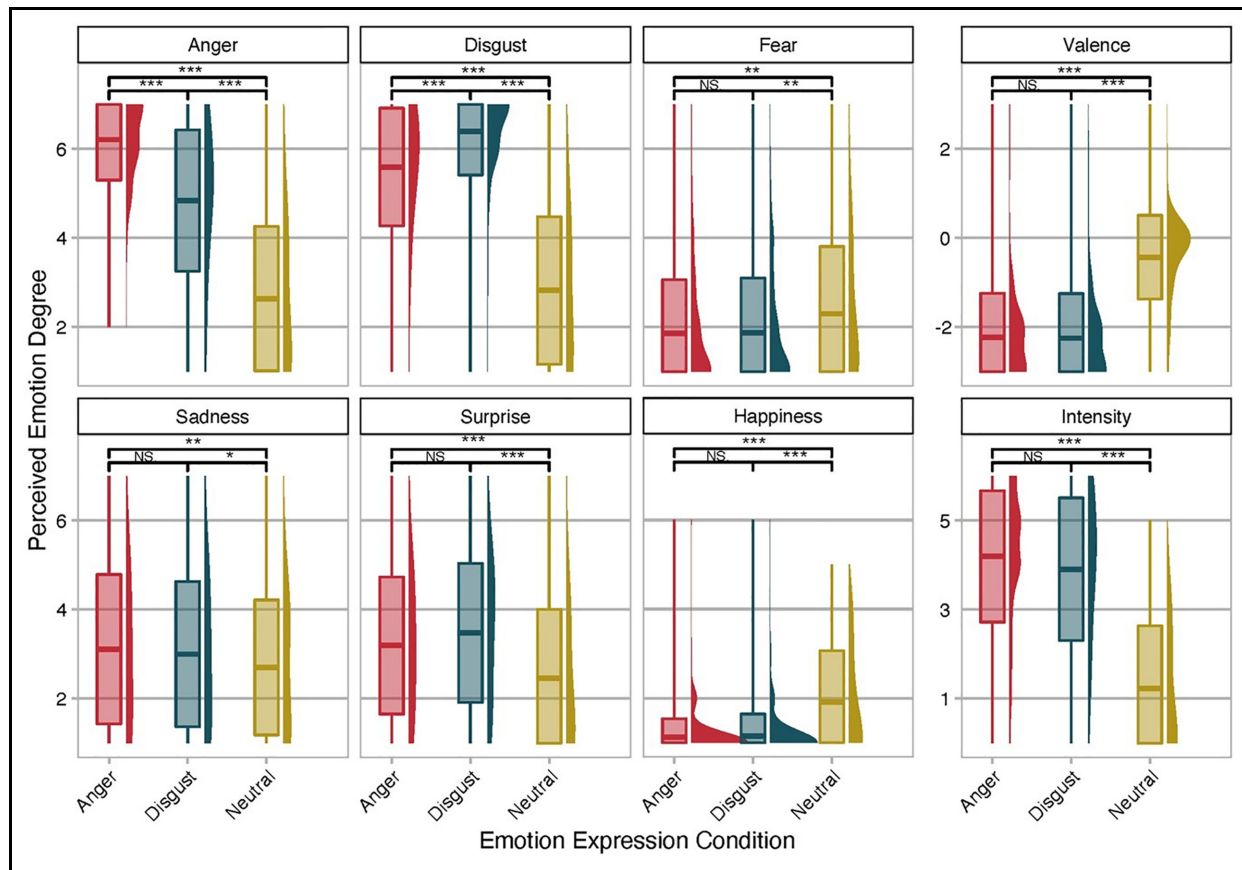 Anger
Disgust
Fear
Valence
***
***
***
***
***
***
**
NS.
**
***
NS.
***
6
4
2
2
0
-2
Perceived Emotion Degree
Sadness
Surprise
Happiness
Intensity
**
NS.
*
***
NS
***
***
NS.
***
***
NS
***
6
4
2
5
3
1
Anger
Disgust
Neutral
Anger
Disgust
Neutral
Anger
Disgust
Neutral
Anger
Disgust
Neutral
Emotion Expression Condition